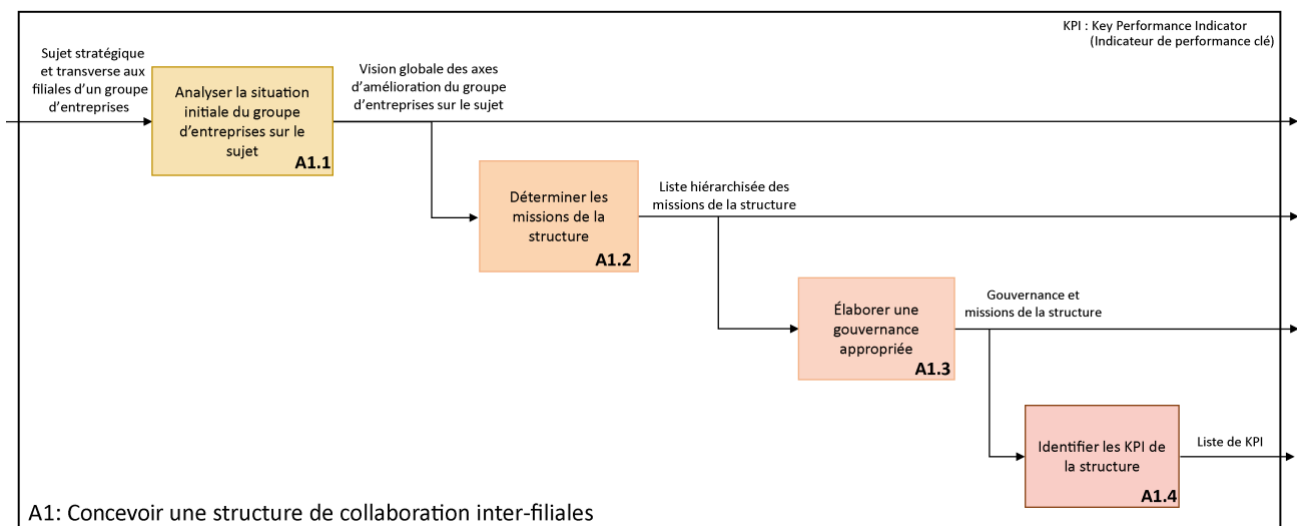 KPI : Key Performance Indicator
(Indicateur de performance clé)
Sujet stratégique
et transverse aux
filiales d'un groupe
d'entreprises
Analyser la situation
initiale du groupe
d'entreprises sur le
sujet
A1.1
Vision globale des axes
d'amélioration du groupe
d'entreprises sur le sujet
Déterminer les
missions de la
structure
A1.2
Liste hiérarchisée des
missions de la structure
Élaborer une
gouvernance
appropriée
A1.3
Gouvernance et
missions de la structure
Identifier les KPI de
la structure
A1.4
Liste de KPI
A1: Concevoir une structure de collaboration inter-filiales